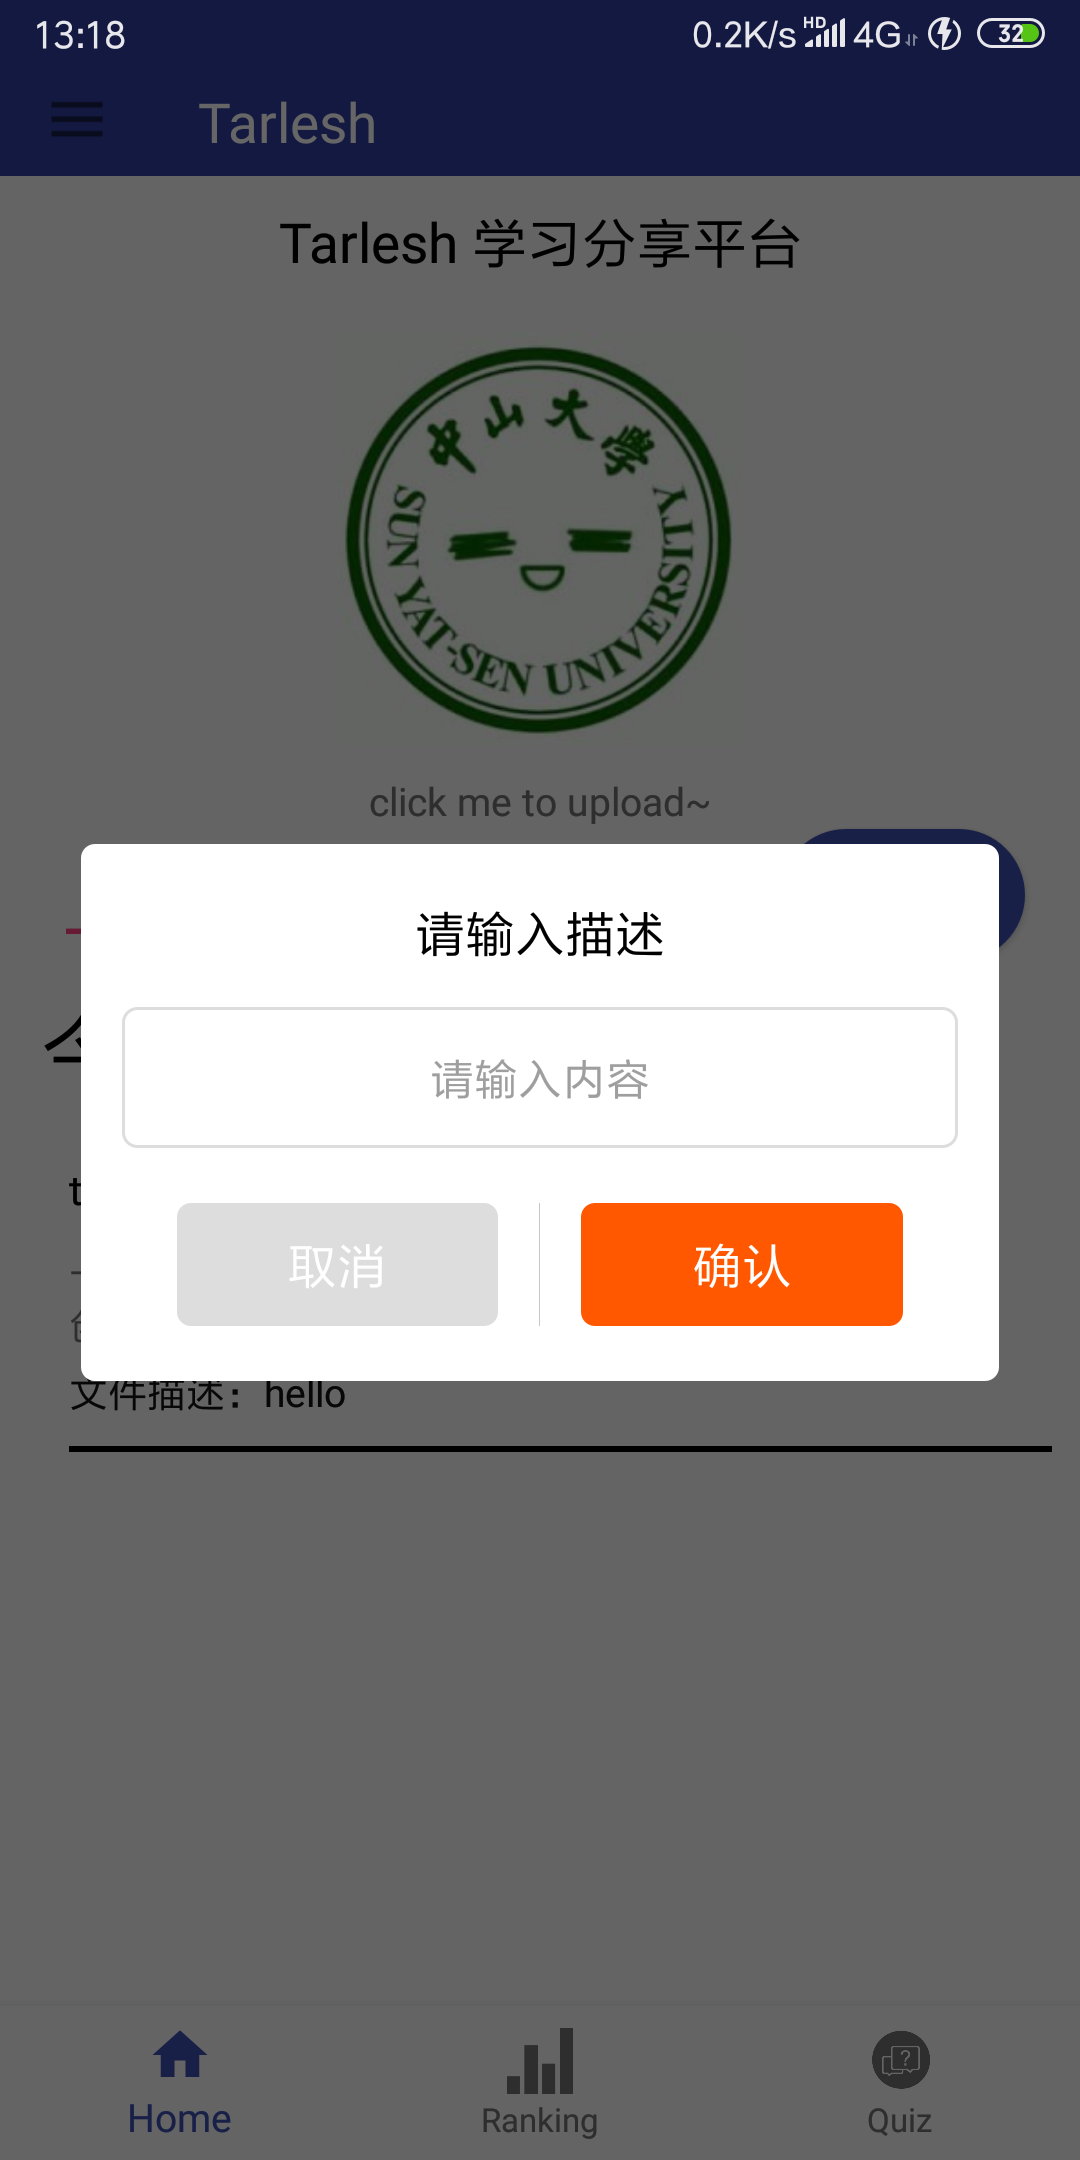 13:18 0.2K/s HD 4G 32
Tarlesh
Tarlesh 学习分享平台
中山大學
SUN YAT-SEN UNIVERSITY
click me to upload~
请输入描述
请输入内容
取消 确认
文件描述：hello
Home Ranking Quiz